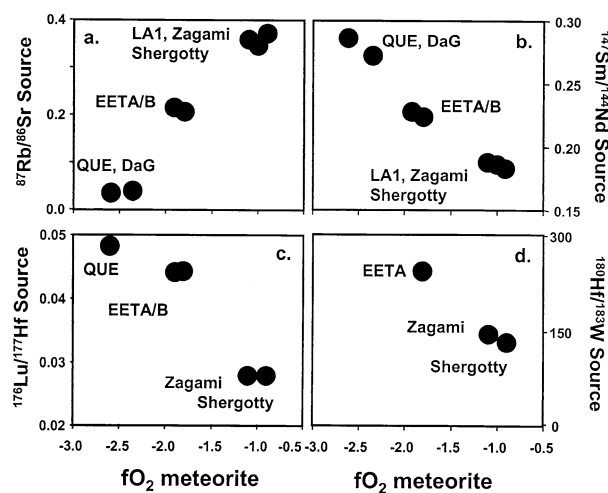 a.
LA1, Zagami
Shergotty
EETA/B
QUE, DaG
0.4
0.2
0.0
87Rb/86Sr Source
b.
QUE, DaG
EETA/B
LA1, Zagami
Shergotty
0.30
0.25
0.20
0.15
147Sm/144Nd Source
c.
QUE
EETA/B
Zagami
Shergotty
0.05
0.04
0.03
0.02
176Lu/177Hf Source
-3.0 -2.5 -2.0 -1.5 -1.0 -0.5
fO2 meteorite
d.
EETA
Zagami
Shergotty
300
150
0
180Hf/183W Source
-3.0 -2.5 -2.0 -1.5 -1.0 -0.5
fO2 meteorite